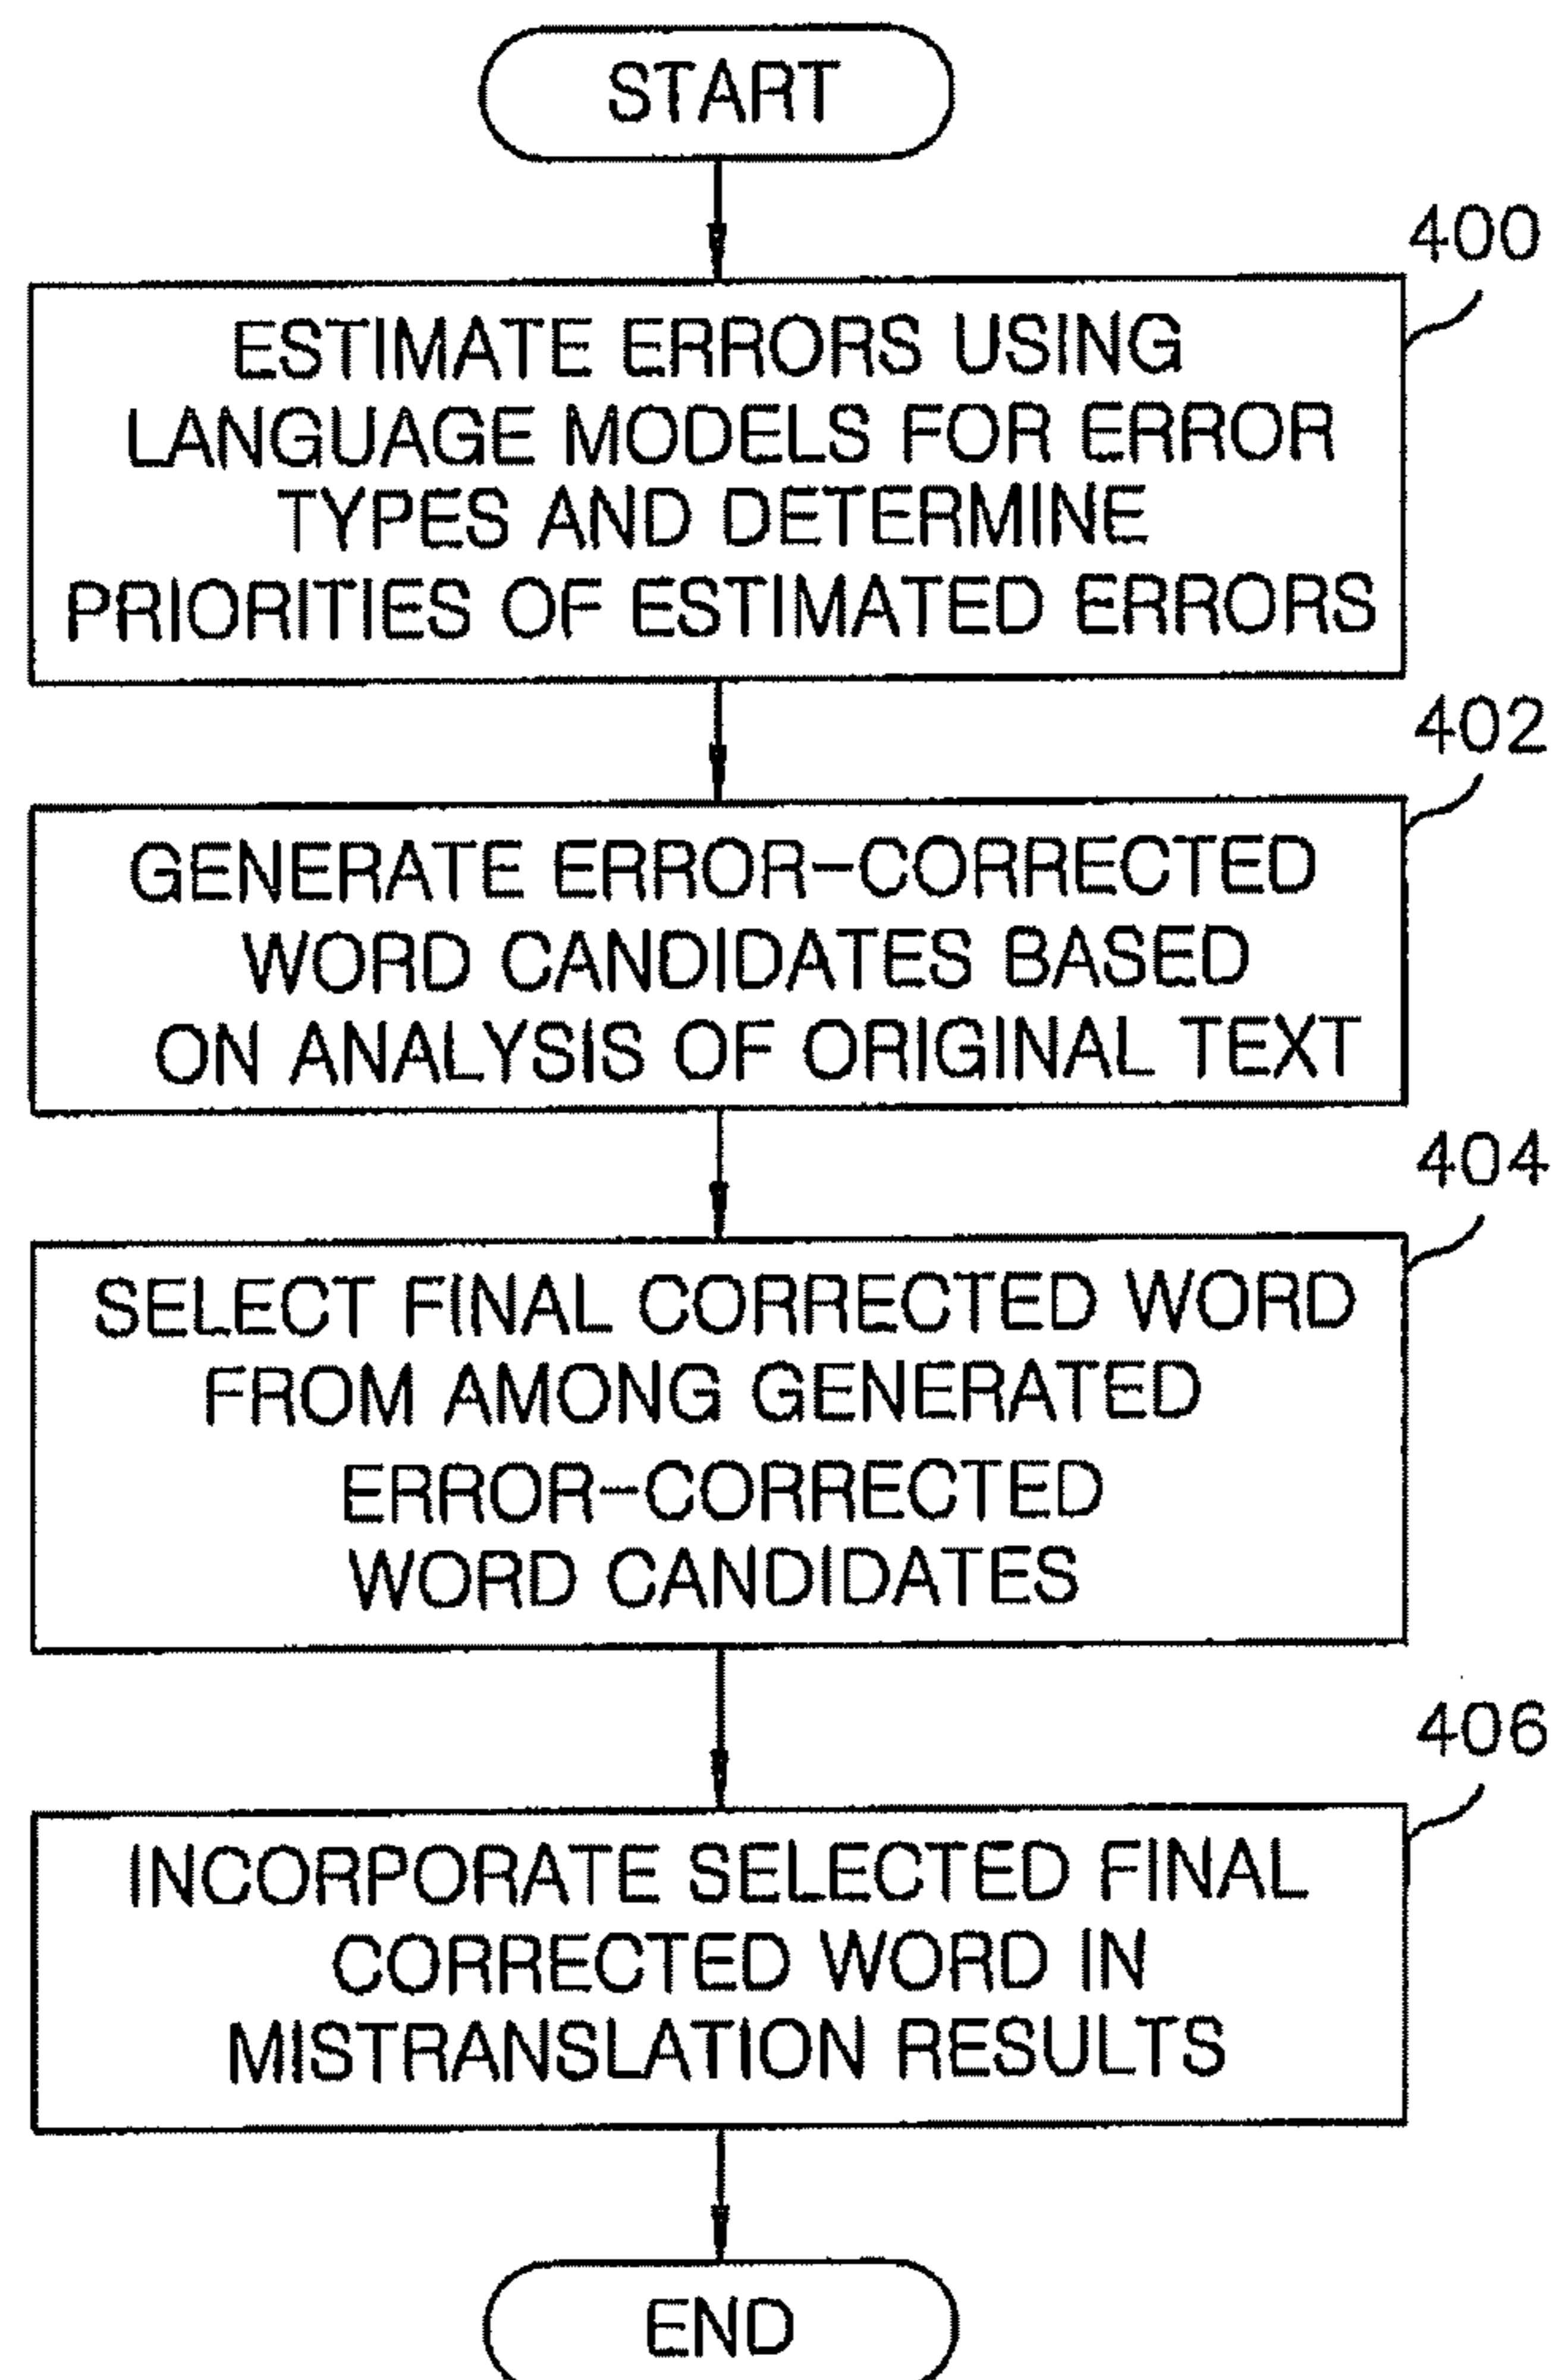 START
400
ESTIMATE ERRORS USING
LANGUAGE MODELS FOR ERROR
TYPES AND DETERMINE
PRIORITIES OF ESTIMATED ERRORS
402
GENERATE ERROR-CORRECTED
WORD CANDIDATES BASED
ON ANALYSIS OF ORIGINAL TEXT
404
SELECT FINAL CORRECTED WORD
FROM AMONG GENERATED
ERROR-CORRECTED
WORD CANDIDATES
406
INCORPORATE SELECTED FINAL
CORRECTED WORD IN
MISTRANSLATION RESULTS
END